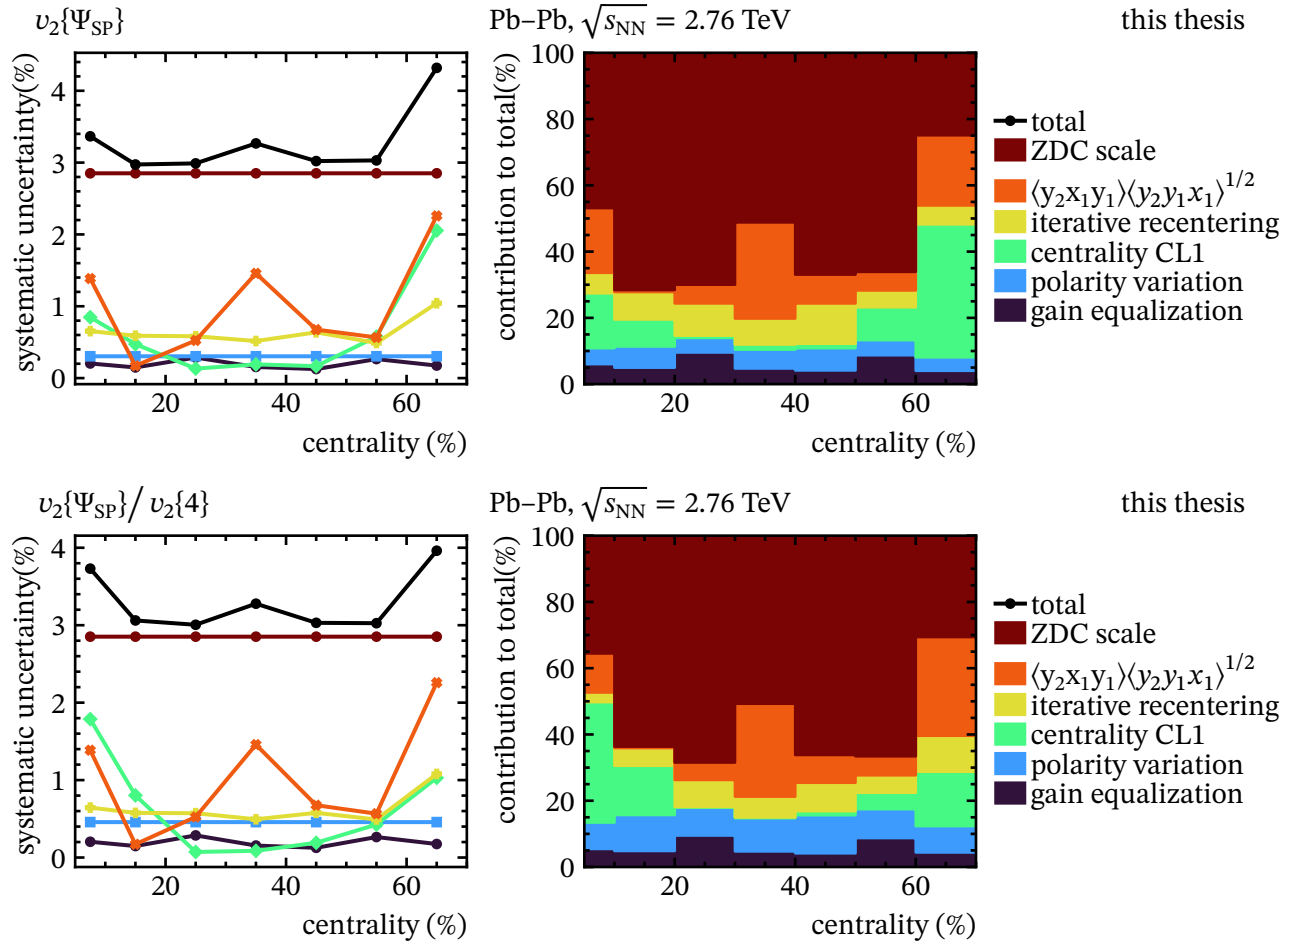 v₂{Ψ_SP} Pb–Pb, √s_NN = 2.76 TeV this thesis
systematic uncertainty(%)
4
3
2
1
0
20 40 60
centrality (%)
contribution to total(%)
100
80
60
40
20
0
20 40 60
centrality (%)
total
ZDC scale
⟨y₂x₁y₁⟩⟨y₂y₁x₁⟩^1/2
iterative recentering
centrality CL1
polarity variation
gain equalization
v₂{Ψ_SP}/ v₂{4} Pb–Pb, √s_NN = 2.76 TeV this thesis
systematic uncertainty(%)
4
3
2
1
0
20 40 60
centrality (%)
contribution to total(%)
100
80
60
40
20
0
20 40 60
centrality (%)
total
ZDC scale
⟨y₂x₁y₁⟩⟨y₂y₁x₁⟩^1/2
iterative recentering
centrality CL1
polarity variation
gain equalization